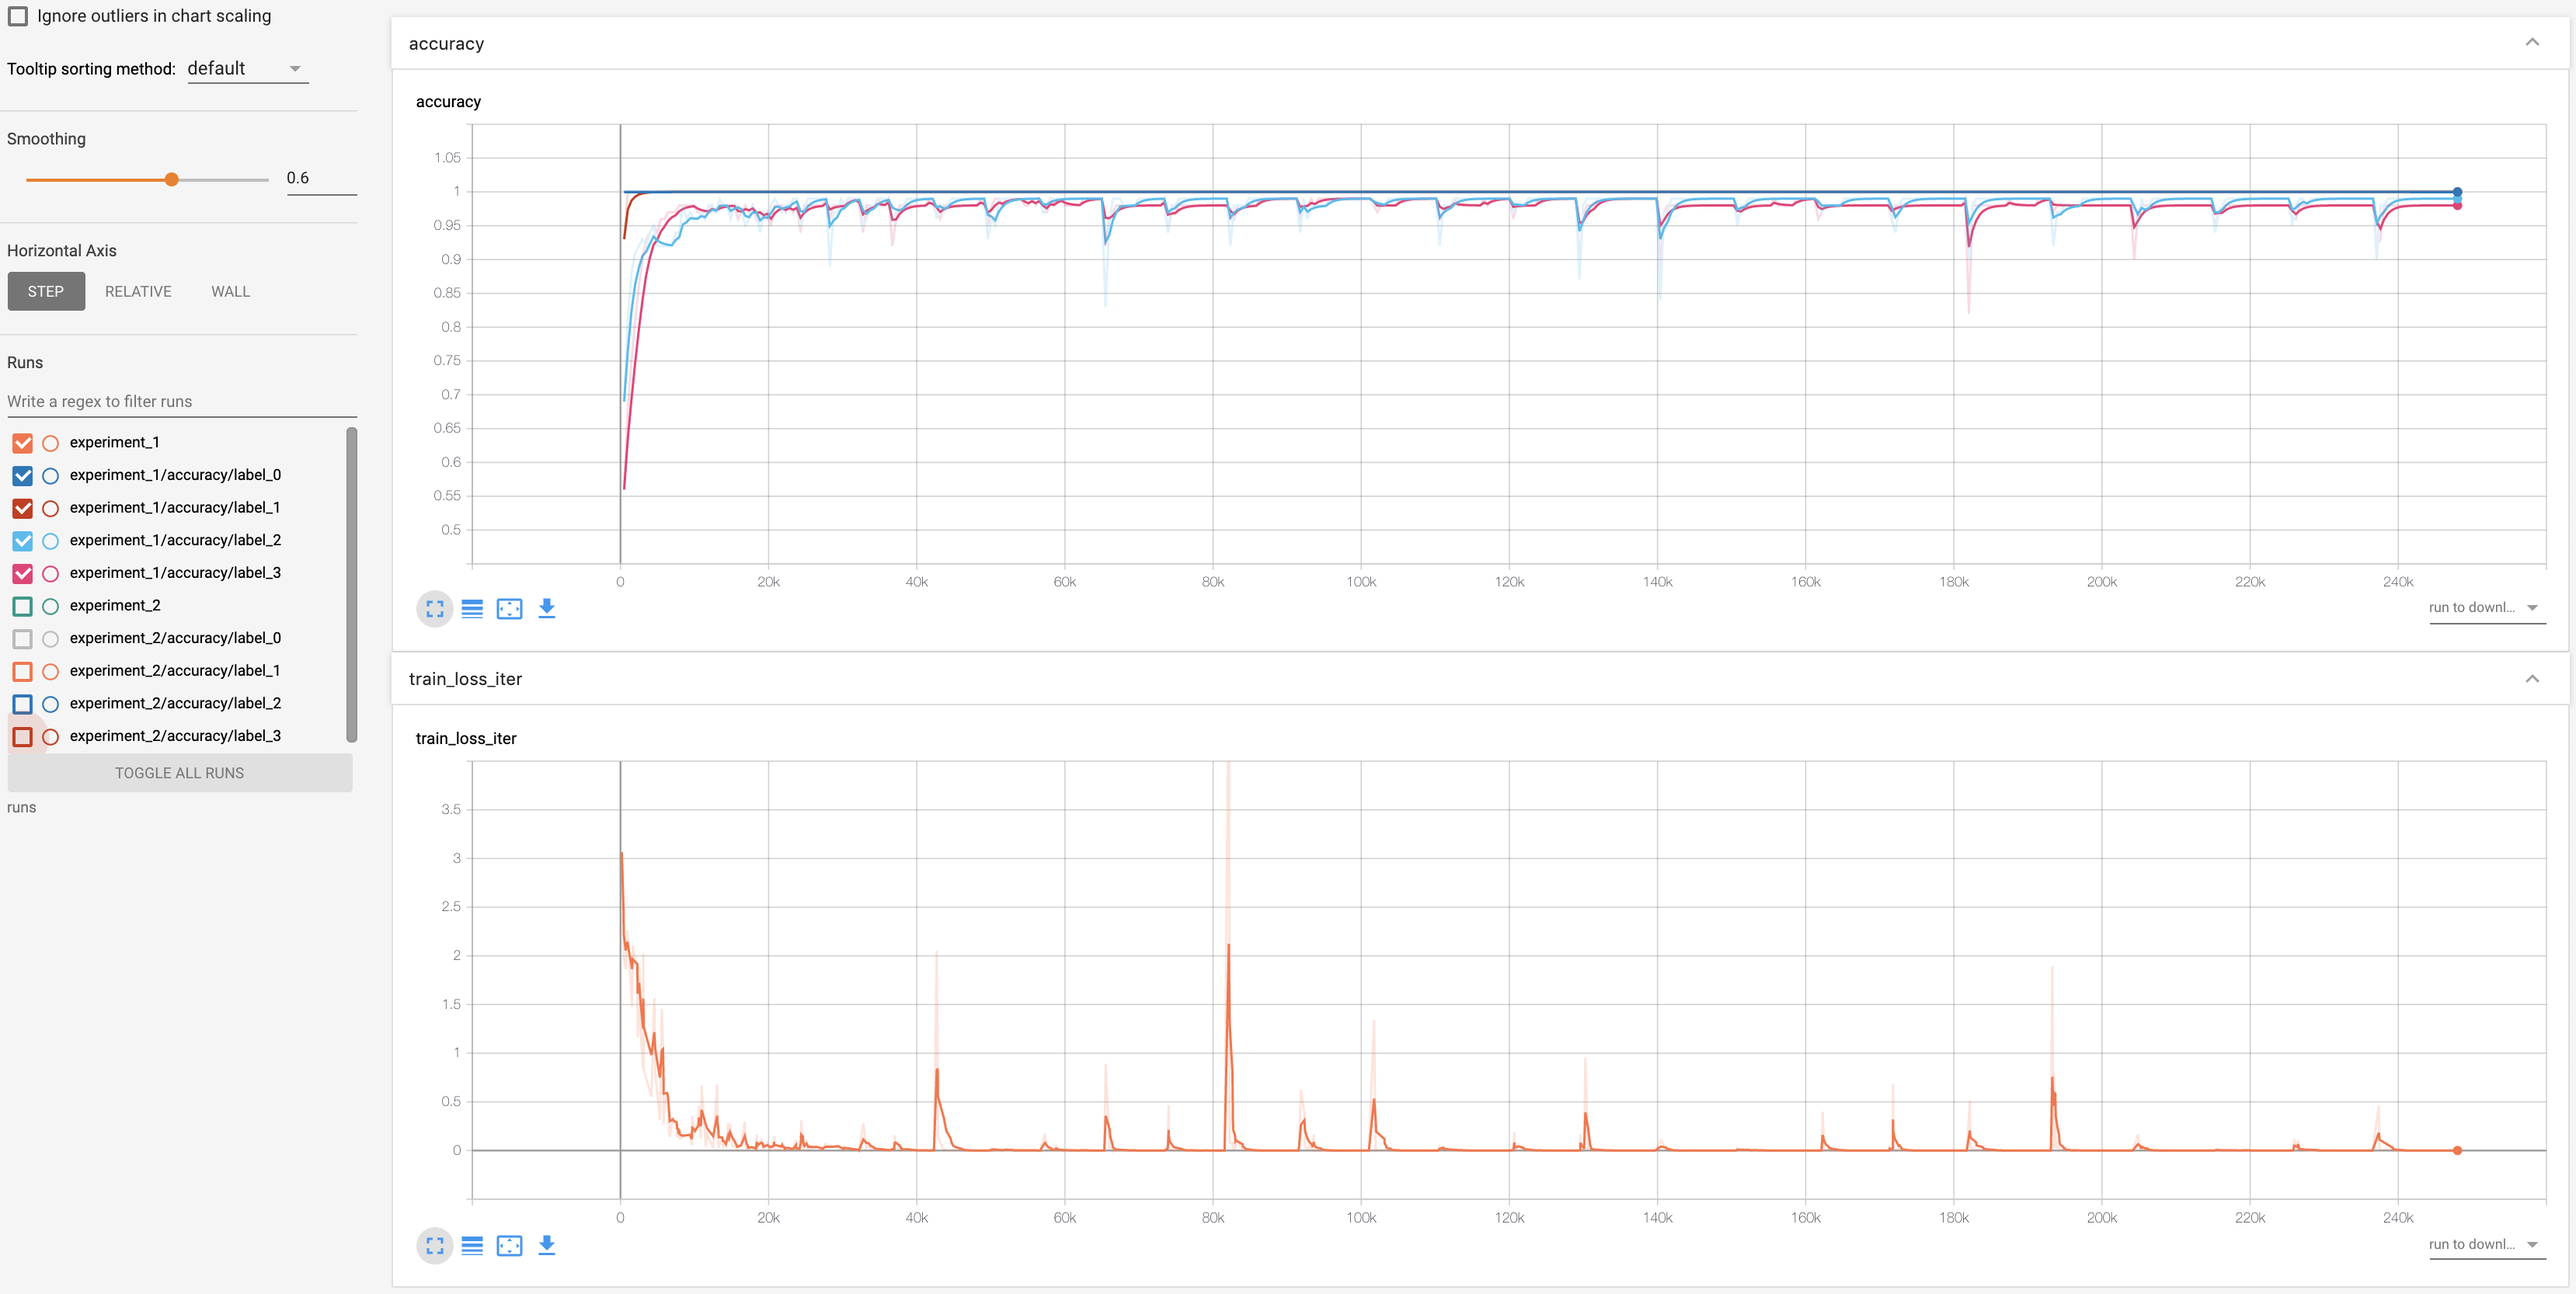 Ignore outliers in chart scaling
Tooltip sorting method: default
Smoothing
0.6
Horizontal Axis
STEP RELATIVE WALL
Runs
Write a regex to filter runs
experiment_1
experiment_1/accuracy/label_0
experiment_1/accuracy/label_1
experiment_1/accuracy/label_2
experiment_1/accuracy/label_3
experiment_2
experiment_2/accuracy/label_0
experiment_2/accuracy/label_1
experiment_2/accuracy/label_2
experiment_2/accuracy/label_3
TOGGLE ALL RUNS
runs
accuracy
accuracy
1.05
1
0.95
0.9
0.85
0.8
0.75
0.7
0.65
0.6
0.55
0.5
0 20k 40k 60k 80k 100k 120k 140k 160k 180k 200k 220k 240k
run to downl...
train_loss_iter
train_loss_iter
3.5
3
2.5
2
1.5
1
0.5
0
0 20k 40k 60k 80k 100k 120k 140k 160k 180k 200k 220k 240k
run to downl...